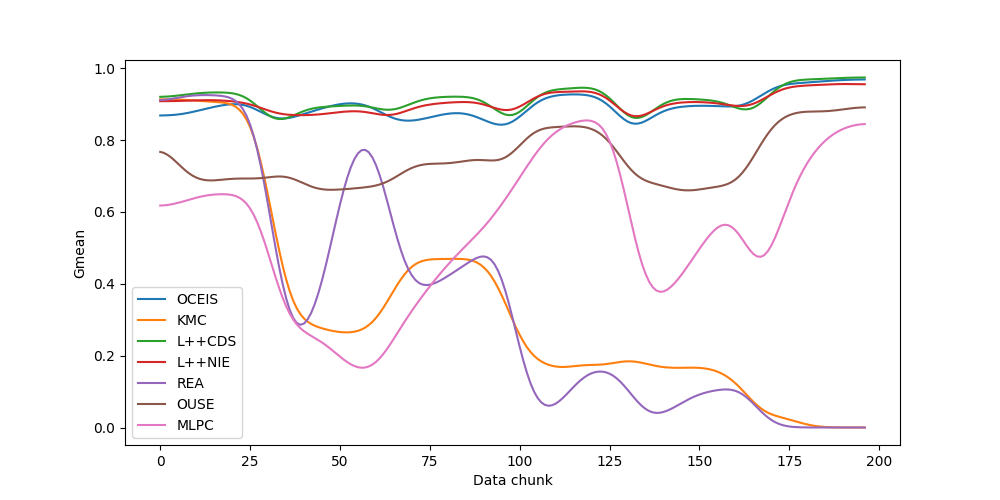 1.0
0.8
0.6
0.4
0.2
0.0
Gmean
OCEIS
KMC
L++CDS
L++NIE
REA
OUSE
MLPC
0 25 50 75 100 125 150 175 200
Data chunk